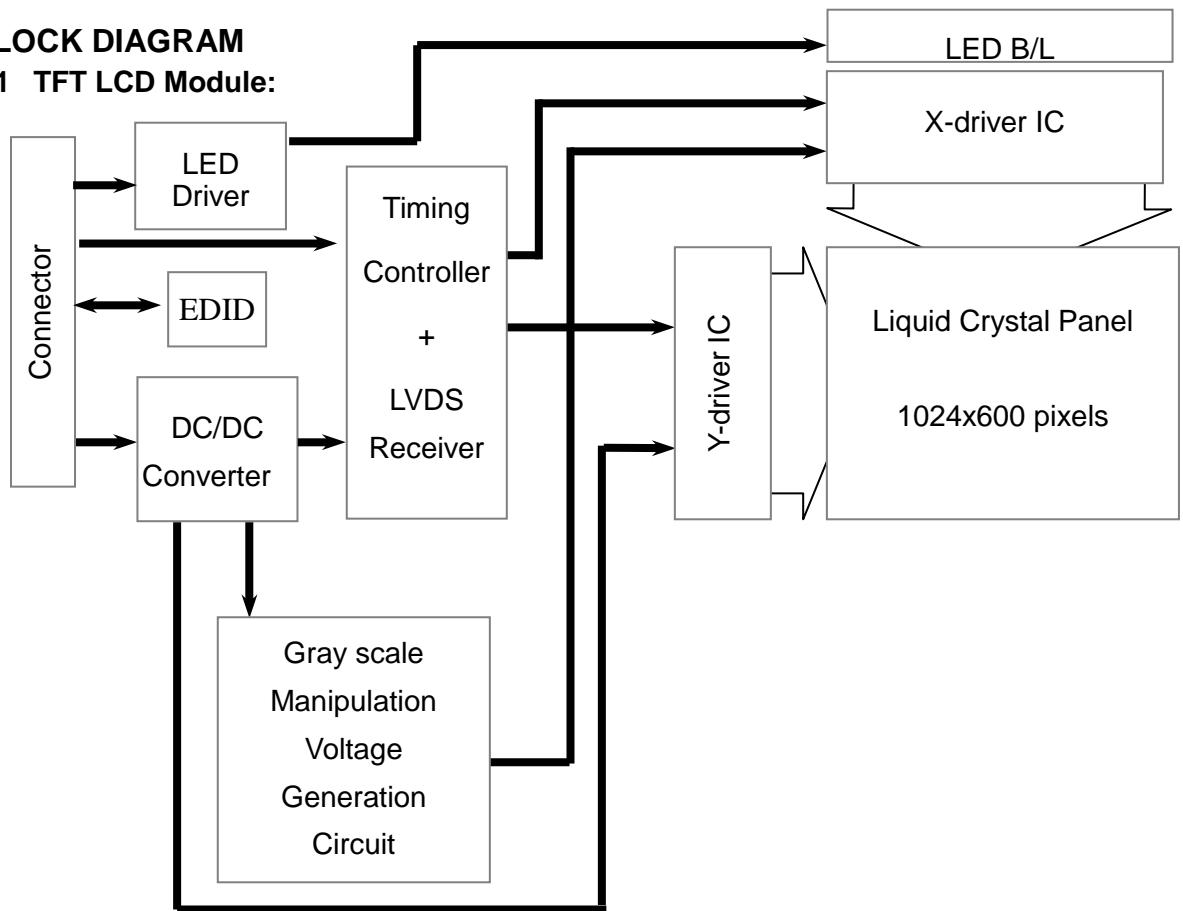 LOCK DIAGRAM
1 TFT LCD Module:
LED B/L
X-driver IC
LED
Driver
Timing
Controller
+
LVDS
Receiver
Connector
EDID
DC/DC
Converter
Y-driver IC
Liquid Crystal Panel
1024x600 pixels
Gray scale
Manipulation
Voltage
Generation
Circuit